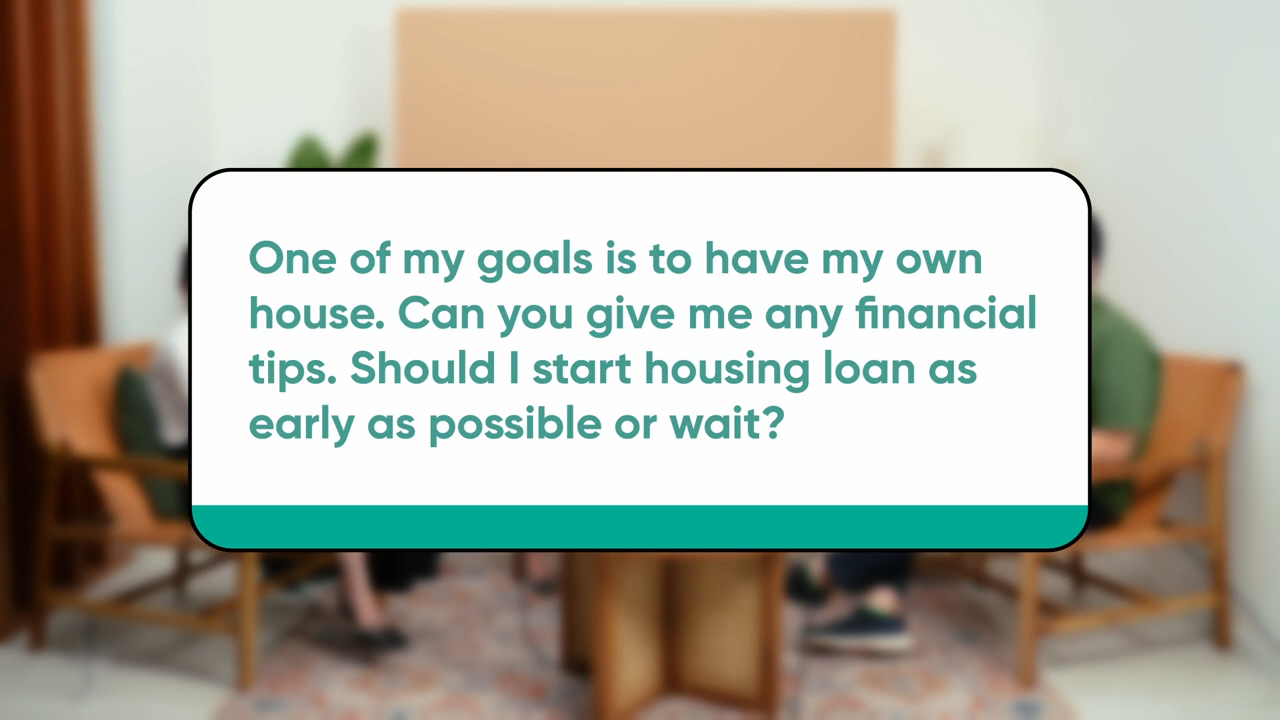 One of my goals is to have my own
house. Can you give me any financial
tips. Should I start housing loan as
early as possible or wait?